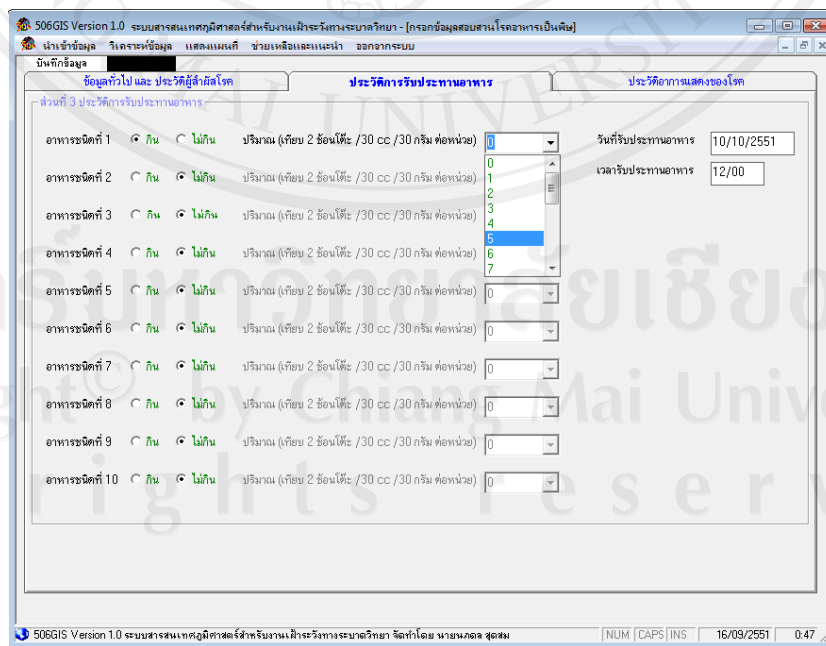 506GIS Version 1.0 ระบบสารสนเทศภูมิศาสตร์สำหรับงานเฝ้าระวังทางระบาดวิทยา - [กรอกข้อมูลสอบสวนโรคอาหารเป็นพิษ]
นำเข้าข้อมูล วิเคราะห์ข้อมูล แสดงแผนที่ ช่วยเหลือและแนะนำ ออกจากระบบ
บันทึกข้อมูล
ข้อมูลทั่วไป และ ประวัติผู้สัมผัสโรค ประวัติการรับประทานอาหาร ประวัติอาการแสดงของโรค
ส่วนที่ 3 ประวัติการรับประทานอาหาร
อาหารชนิดที่ 1 กิน ไม่กิน ปริมาณ (เทียบ 2 ช้อนโต๊ะ /30 cc /30 กรัม ต่อหน่วย) 0 วันที่รับประทานอาหาร 10/10/2551
0
เวลารับประทานอาหาร 12/00
1
อาหารชนิดที่ 2 กิน ไม่กิน ปริมาณ (เทียบ 2 ช้อนโต๊ะ /30 cc /30 กรัม ต่อหน่วย)
2
3
อาหารชนิดที่ 3 กิน ไม่กิน ปริมาณ (เทียบ 2 ช้อนโต๊ะ /30 cc /30 กรัม ต่อหน่วย)
4
5
อาหารชนิดที่ 4 กิน ไม่กิน ปริมาณ (เทียบ 2 ช้อนโต๊ะ /30 cc /30 กรัม ต่อหน่วย) 6
7
อาหารชนิดที่ 5 กิน ไม่กิน ปริมาณ (เทียบ 2 ช้อนโต๊ะ /30 cc /30 กรัม ต่อหน่วย) 0
อาหารชนิดที่ 6 กิน ไม่กิน ปริมาณ (เทียบ 2 ช้อนโต๊ะ /30 cc /30 กรัม ต่อหน่วย) 0
อาหารชนิดที่ 7 กิน ไม่กิน ปริมาณ (เทียบ 2 ช้อนโต๊ะ /30 cc /30 กรัม ต่อหน่วย) 0
อาหารชนิดที่ 8 กิน ไม่กิน ปริมาณ (เทียบ 2 ช้อนโต๊ะ /30 cc /30 กรัม ต่อหน่วย) 0
อาหารชนิดที่ 9 กิน ไม่กิน ปริมาณ (เทียบ 2 ช้อนโต๊ะ /30 cc /30 กรัม ต่อหน่วย) 0
อาหารชนิดที่ 10 กิน ไม่กิน ปริมาณ (เทียบ 2 ช้อนโต๊ะ /30 cc /30 กรัม ต่อหน่วย) 0
506GIS Version 1.0 ระบบสารสนเทศภูมิศาสตร์สำหรับงานเฝ้าระวังทางระบาดวิทยา จัดทำโดย นายนภดล สุดสม NUM CAPS INS 16/09/2551 0:47